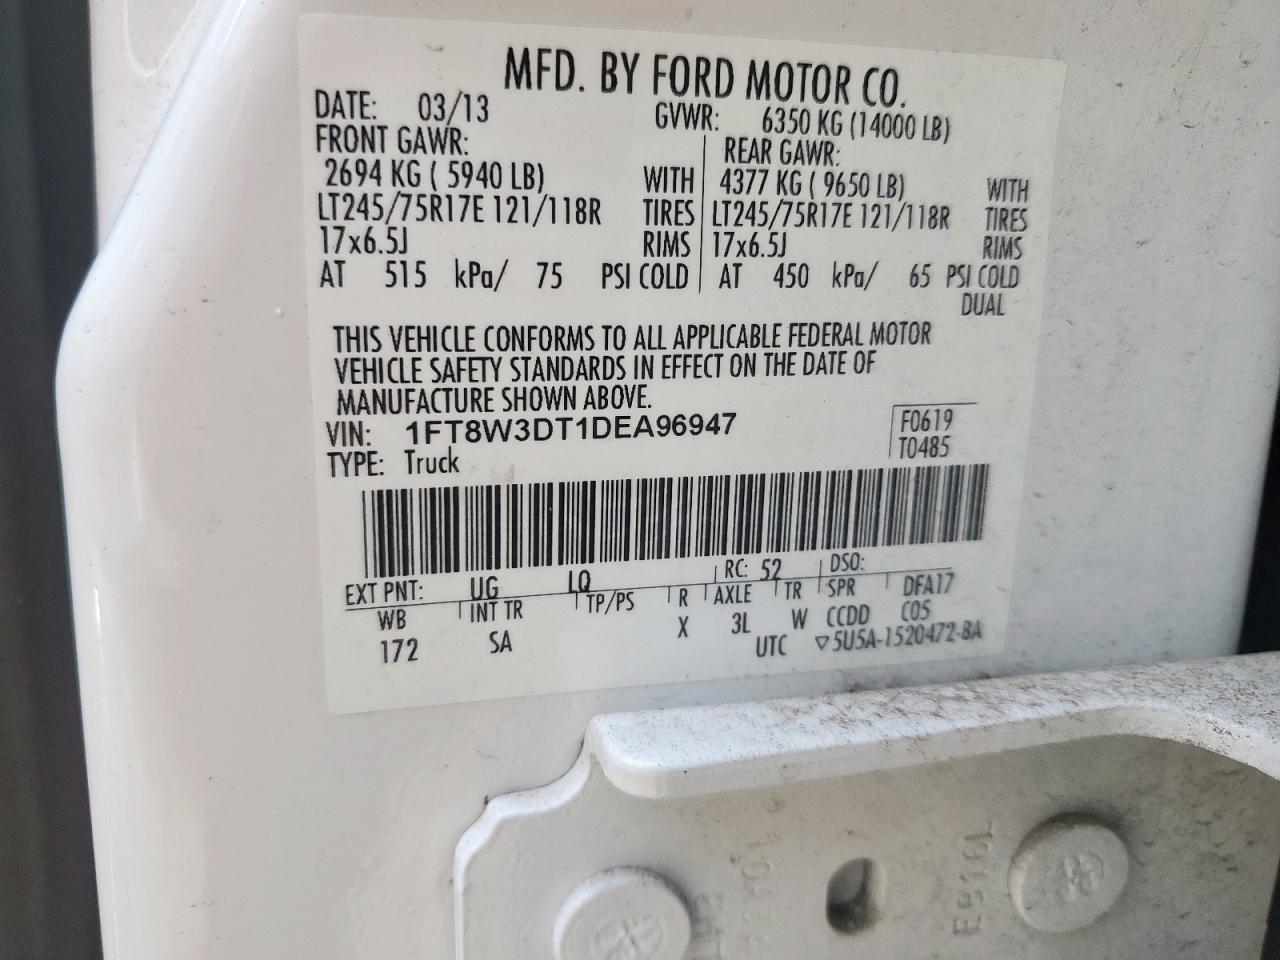 MFD. BY FORD MOTOR CO.
DATE: 03/13 GVWR: 6350 KG (14000 LB)
FRONT GAWR: REAR GAWR:
2694 KG ( 5940 LB) WITH 4377 KG ( 9650 LB) WITH
LT245/75R17E 121/118R TIRES LT245/75R17E 121/118R TIRES
17x6.5J RIMS 17x6.5J RIMS
AT 515 kPa/ 75 PSI COLD AT 450 kPa/ 65 PSI COLD
DUAL
THIS VEHICLE CONFORMS TO ALL APPLICABLE FEDERAL MOTOR
VEHICLE SAFETY STANDARDS IN EFFECT ON THE DATE OF
MANUFACTURE SHOWN ABOVE.
VIN: 1FT8W3DT1DEA96947 F0619
TYPE: Truck T0485
EXT PNT: UG LQ RC: 52 DSO:
WB INT TR TP/PS R AXLE TR SPR DFA17
172 SA X 3L W CCDD C05
UTC ▽5U5A-1520472-BA